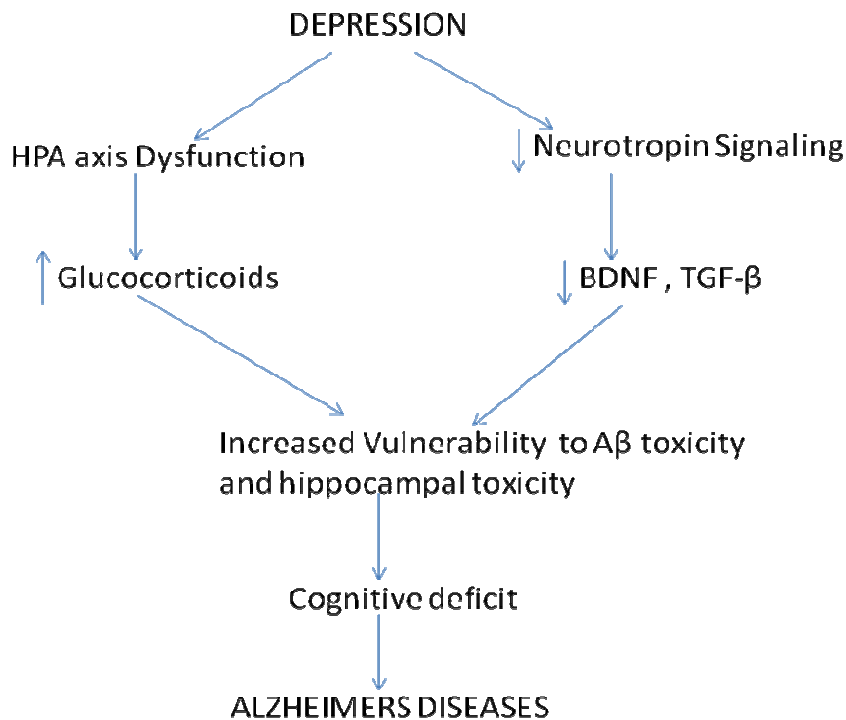 DEPRESSION
HPA axis Dysfunction
Neurotropin Signaling
Glucocorticoids
BDNF , TGF-β
Increased Vulnerability to Aβ toxicity
and hippocampal toxicity
Cognitive deficit
ALZHEIMERS DISEASES